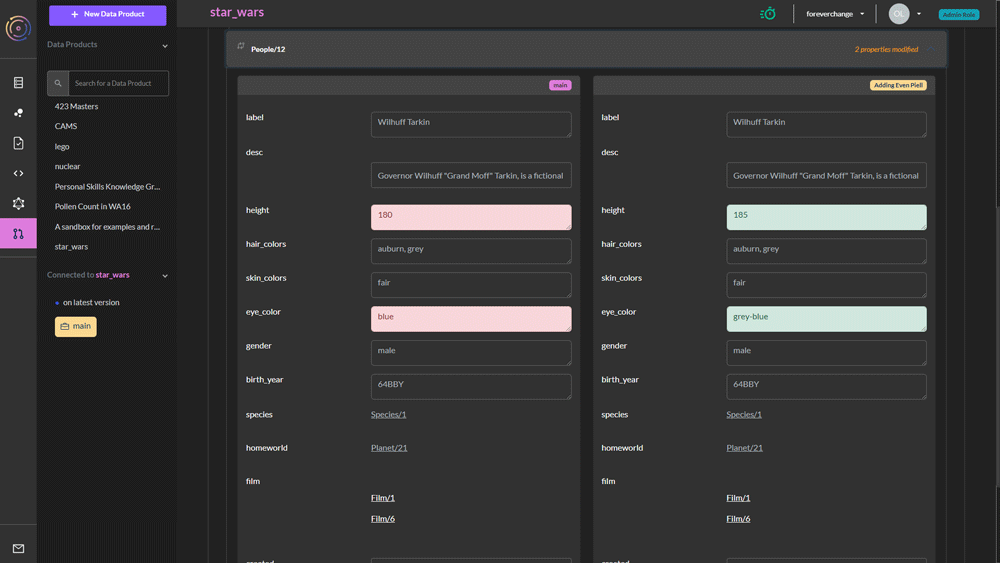 New Data Product
star_wars
foreverchange
OL
Admin Role
Data Products
Search for a Data Product
423 Masters
CAMS
lego
nuclear
Personal Skills Knowledge Gr...
Pollen Count in WA16
A sandbox for examples and r...
star_wars
Connected to star_wars
on latest version
main
People/12
2 properties modified
main
label
Wilhuff Tarkin
desc
Governor Wilhuff "Grand Moff" Tarkin, is a fictional
height
180
hair_colors
auburn, grey
skin_colors
fair
eye_color
blue
gender
male
birth_year
64BBY
species
Species/1
homeworld
Planet/21
film
Film/1
Film/6
Adding Even Piell
label
Wilhuff Tarkin
desc
Governor Wilhuff "Grand Moff" Tarkin, is a fictional
height
185
hair_colors
auburn, grey
skin_colors
fair
eye_color
grey-blue
gender
male
birth_year
64BBY
species
Species/1
homeworld
Planet/21
film
Film/1
Film/6